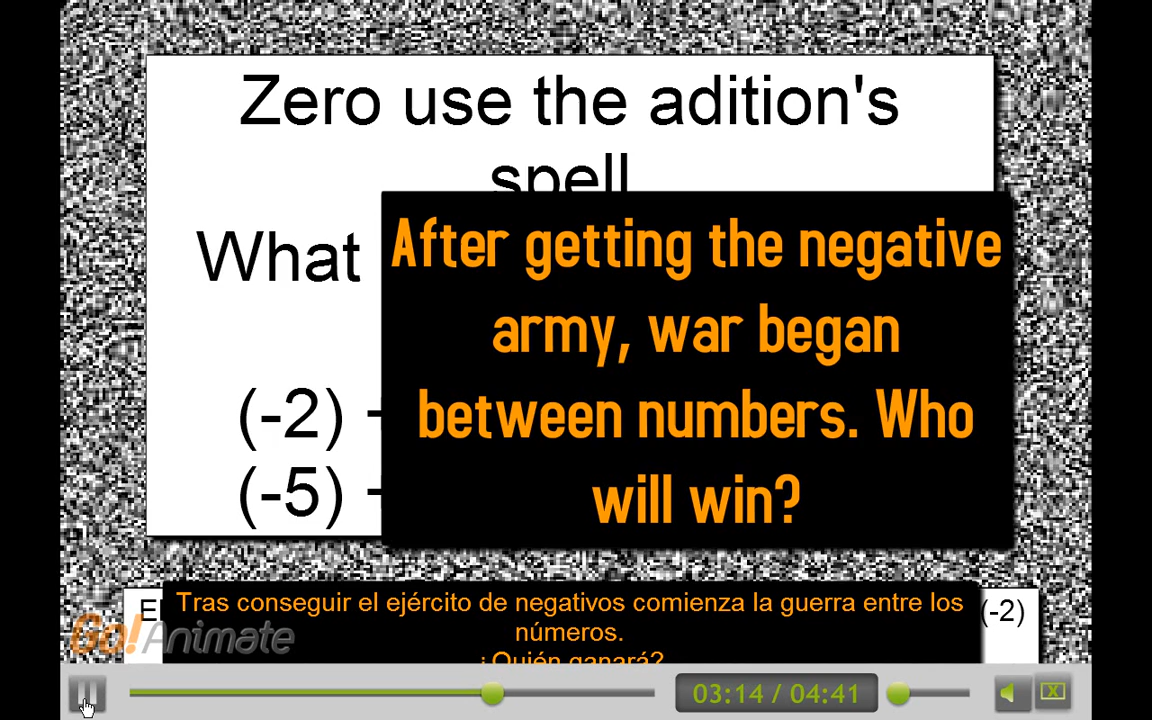 Zero use the adition's
spell
What
After getting the negative
army, war began
between numbers. Who
will win?
(-2)
(-5)
Tras conseguir el ejército de negativos comienza la guerra entre los
números.
¿Quién ganará?
(-2)
Go!Animate
03:14 / 04:41